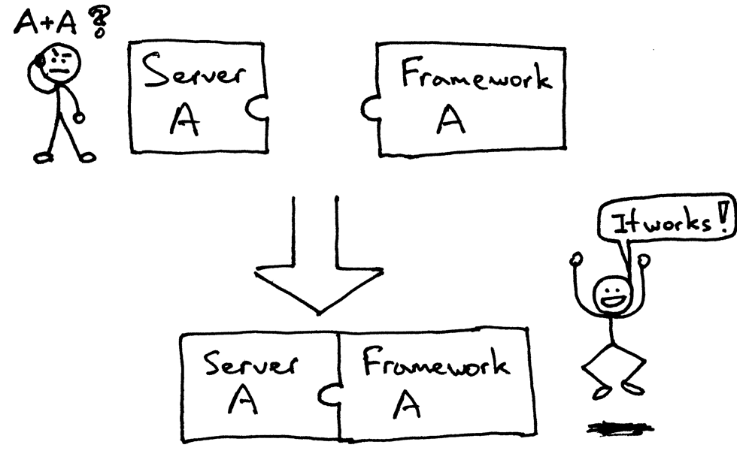 A+A ?
Server
A
Framework
A
It works!
Server
A
Framework
A